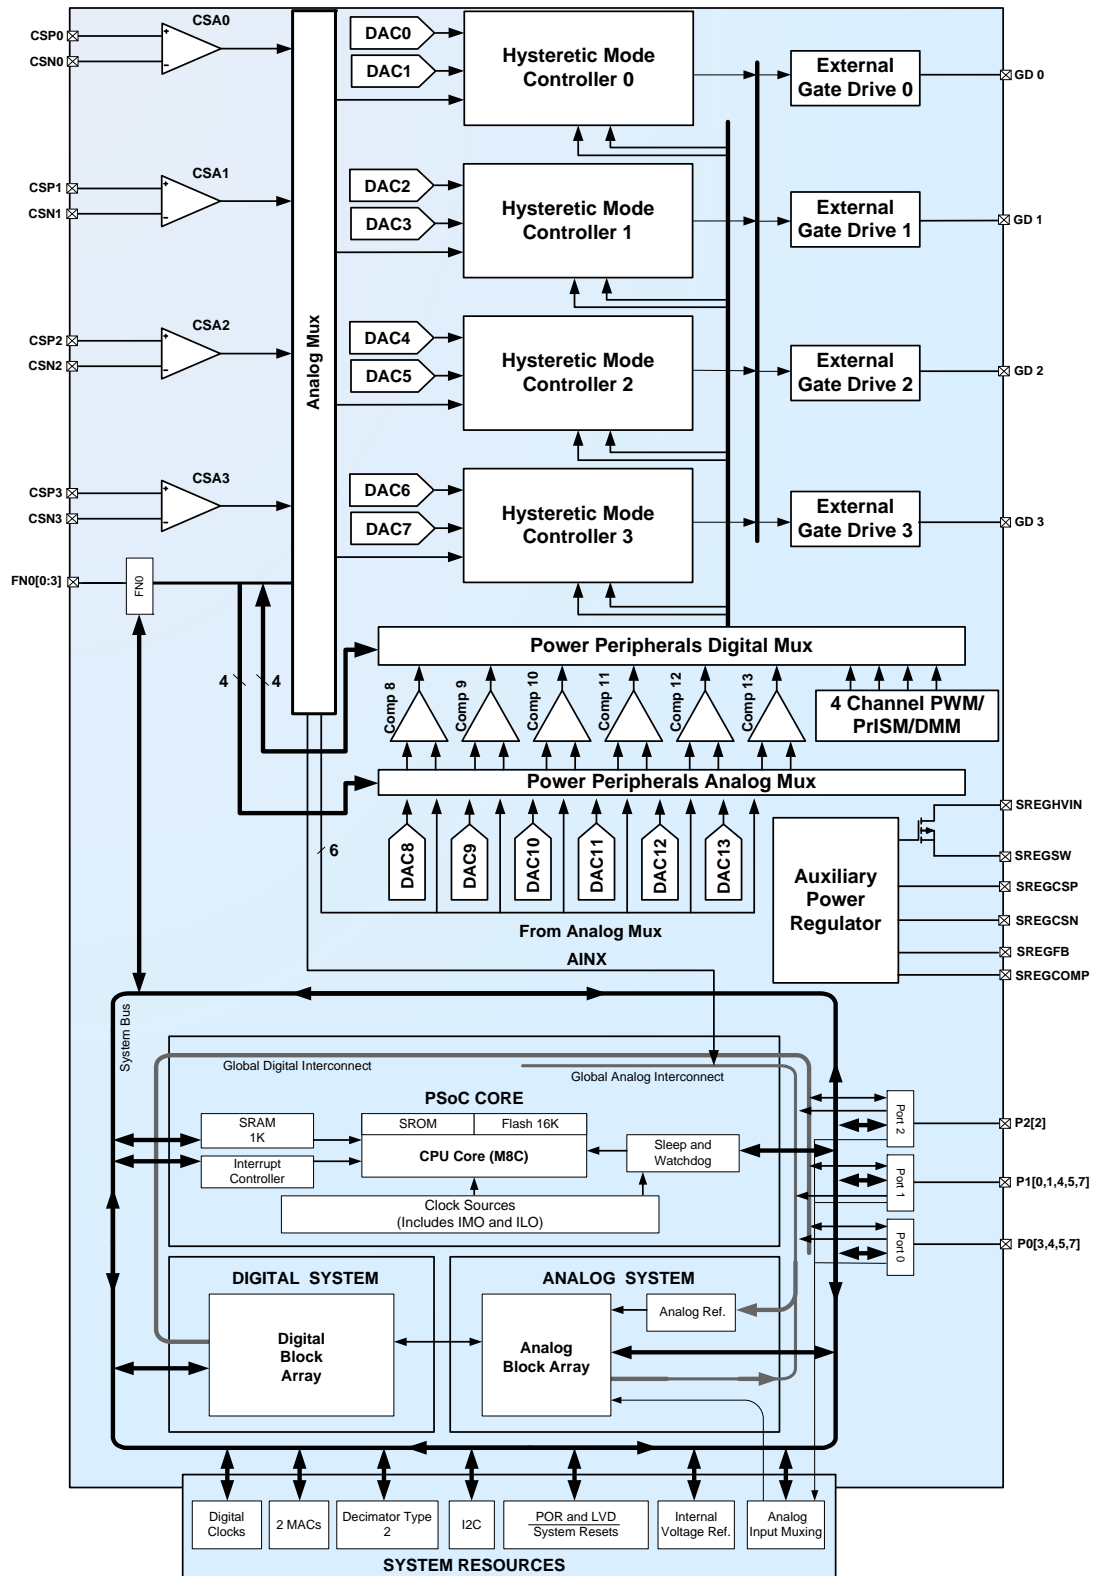 CSP0
CSN0
CSA0
DAC0
DAC1
Hysteretic Mode
Controller 0
External
Gate Drive 0
GD 0
CSP1
CSN1
CSA1
DAC2
DAC3
Hysteretic Mode
Controller 1
External
Gate Drive 1
GD 1
Analog Mux
CSP2
CSN2
CSA2
DAC4
DAC5
Hysteretic Mode
Controller 2
External
Gate Drive 2
GD 2
CSP3
CSN3
CSA3
DAC6
DAC7
Hysteretic Mode
Controller 3
External
Gate Drive 3
GD 3
FN0[0:3]
FN0
Power Peripherals Digital Mux
4
4
Comp 8
Comp 9
Comp 10
Comp 11
Comp 12
Comp 13
4 Channel PWM/
PrISM/DMM
Power Peripherals Analog Mux
6
DAC8
DAC9
DAC10
DAC11
DAC12
DAC13
From Analog Mux
AINX
Auxiliary
Power
Regulator
SREGHVIN
SREGSW
SREGCSP
SREGCSN
SREGFB
SREGCOMP
System Bus
Global Digital Interconnect
Global Analog Interconnect
PSoC CORE
SRAM
1K
Interrupt
Controller
SROM
Flash 16K
CPU Core (M8C)
Sleep and
Watchdog
Clock Sources
(Includes IMO and ILO)
Port 2
P2[2]
Port 1
P1[0,1,4,5,7]
Port 0
P0[3,4,5,7]
DIGITAL SYSTEM
Digital
Block
Array
ANALOG SYSTEM
Analog
Block Array
Analog Ref.
Digital
Clocks
2 MACs
Decimator Type
2
I2C
POR and LVD
System Resets
Internal
Voltage Ref.
Analog
Input Muxing
SYSTEM RESOURCES